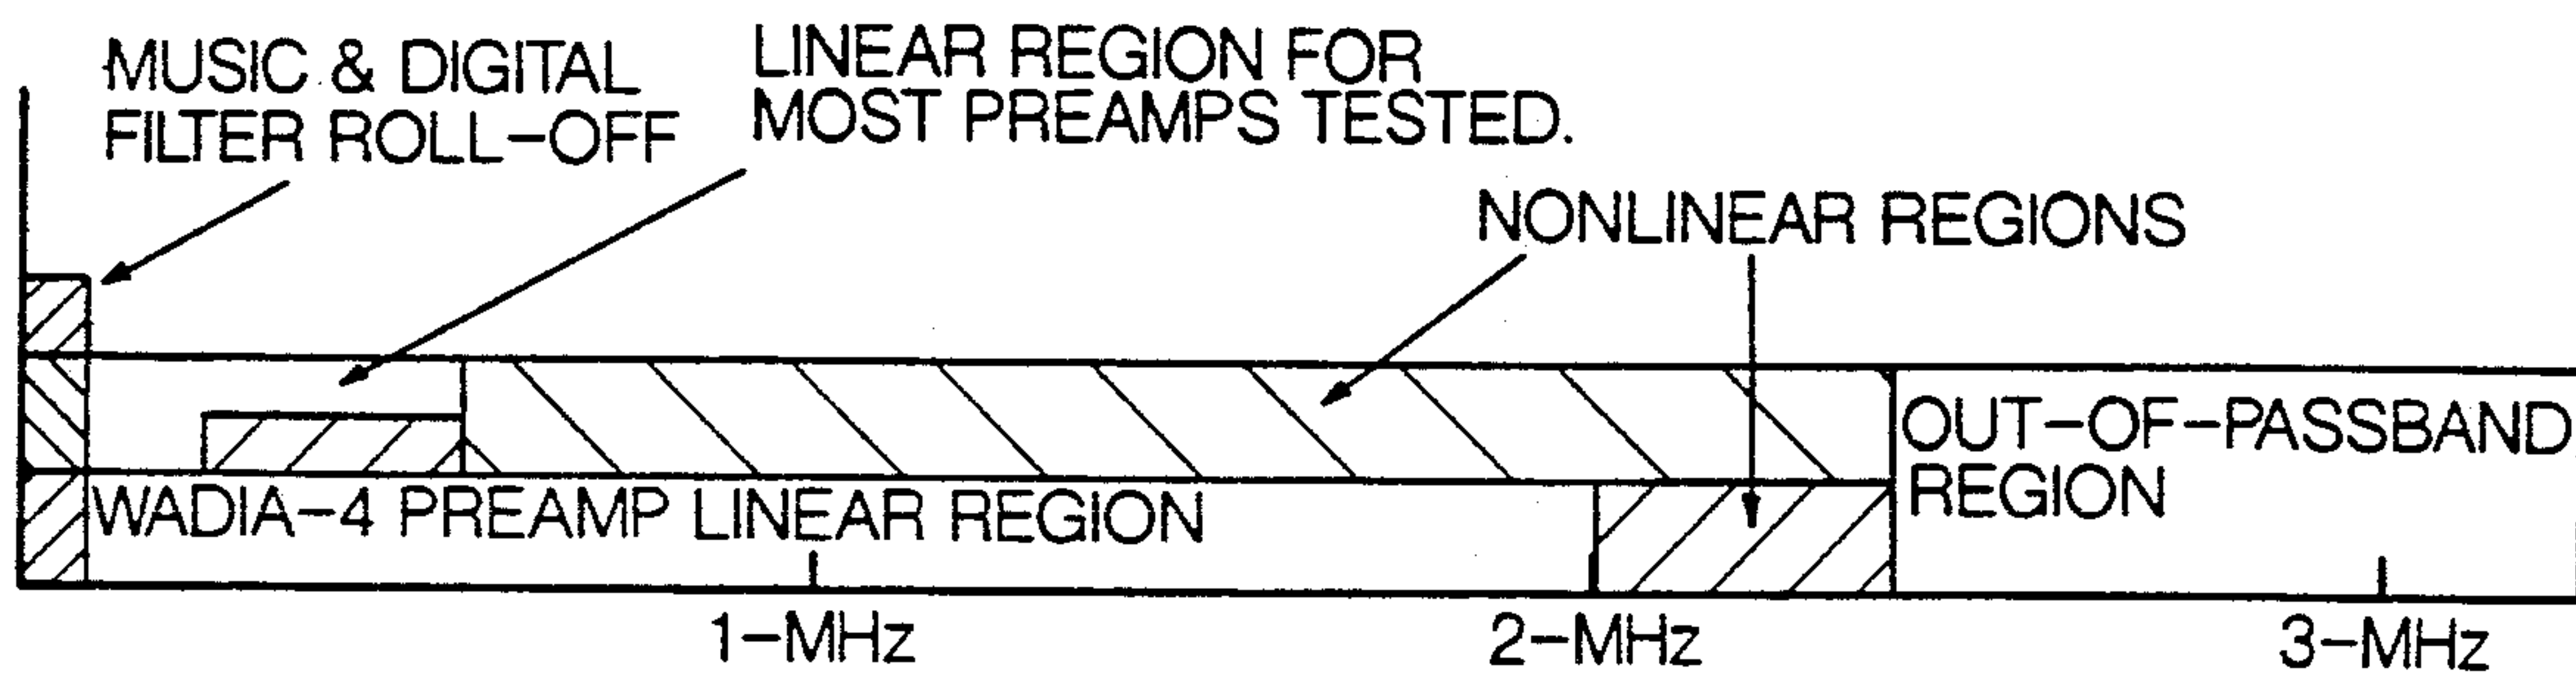 MUSIC & DIGITAL
FILTER ROLL-OFF
LINEAR REGION FOR
MOST PREAMPS TESTED.
NONLINEAR REGIONS
OUT-OF-PASSBAND
REGION
WADIA-4 PREAMP LINEAR REGION
1-MHz
2-MHz
3-MHz